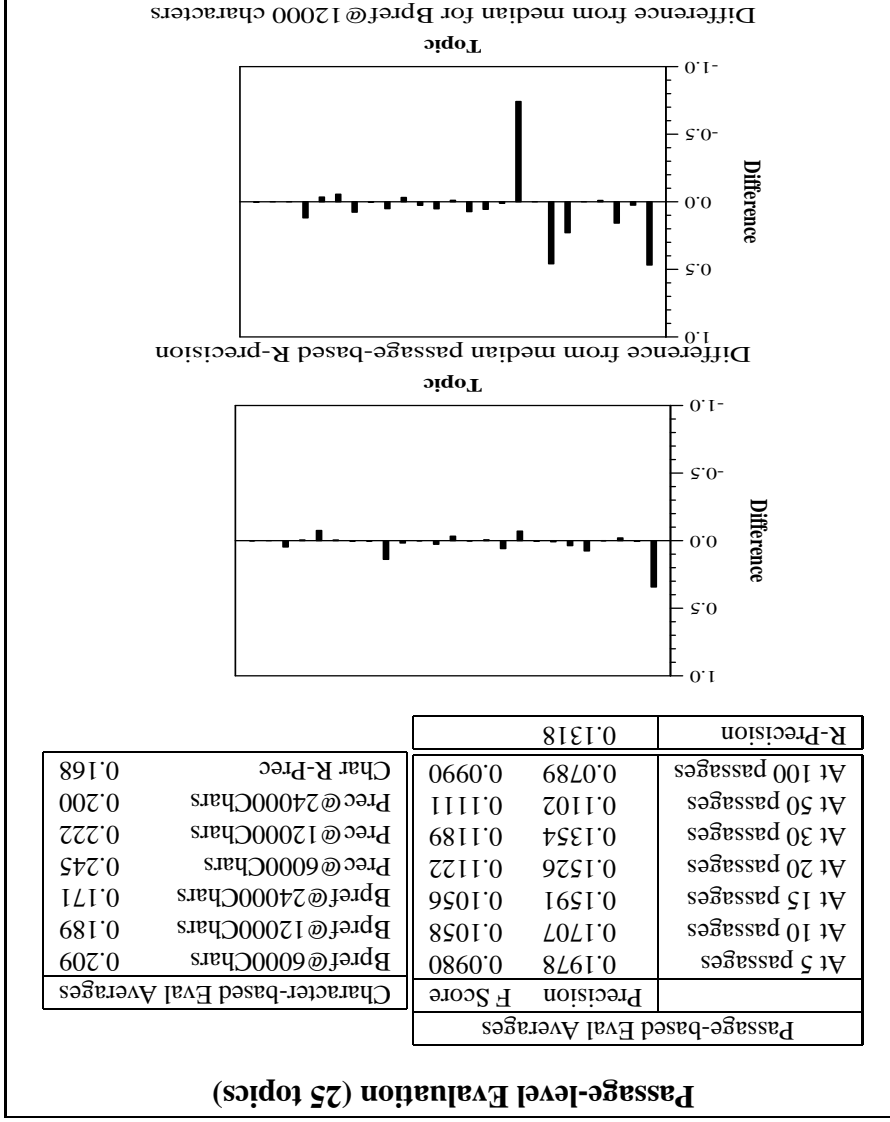 Passage-level Evaluation (25 topics)
Passage-based Eval Averages
Precision F Score
At 5 passages 0.1978 0.0980
At 10 passages 0.1707 0.1058
At 15 passages 0.1591 0.1056
At 20 passages 0.1526 0.1122
At 30 passages 0.1354 0.1189
At 50 passages 0.1102 0.1111
At 100 passages 0.0789 0.0990
R-Precision 0.1318
Character-based Eval Averages
Bpref@6000Chars 0.209
Bpref@12000Chars 0.189
Bpref@24000Chars 0.171
Prec@6000Chars 0.245
Prec@12000Chars 0.222
Prec@24000Chars 0.200
Char R-Prec 0.168
1.0
0.5
0.0
-0.5
-1.0
Difference
Topic
Difference from median passage-based R-precision
1.0
0.5
0.0
-0.5
-1.0
Difference
Topic
Difference from median for Bpref@12000 characters